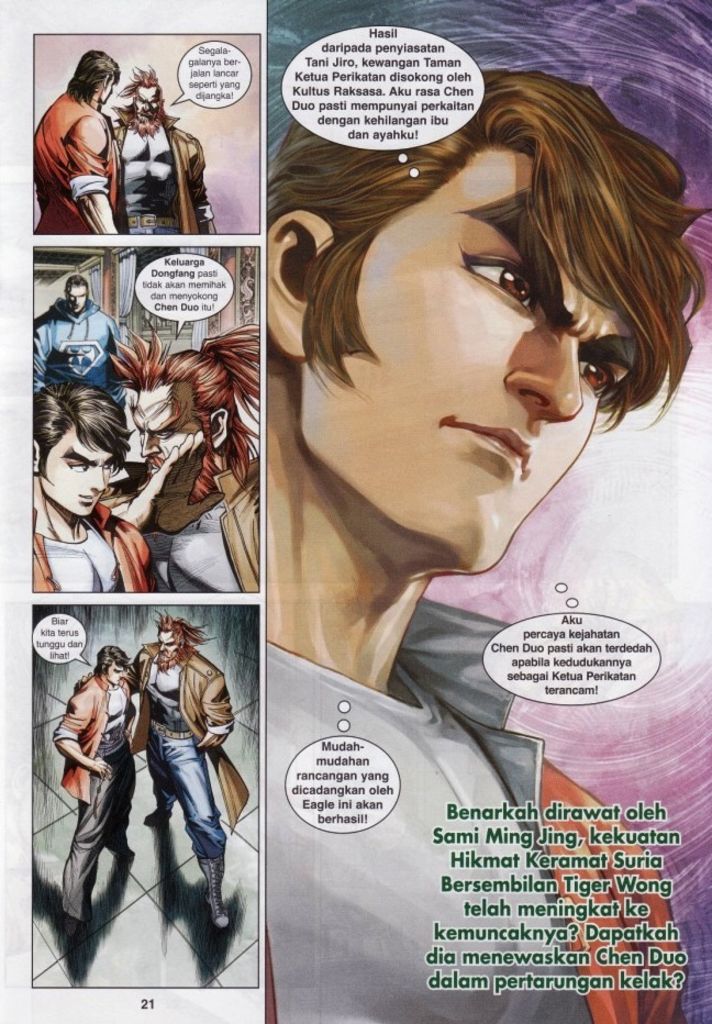 Segala-
galanya ber-
jalan lancar
seperti yang
dijangka!
Keluarga
Dongfang pasti
tidak akan memihak
dan menyokong
Chen Duo itu!
Biar
kita terus
tunggu dan
lihat!
Hasil
daripada penyiasatan
Tani Jiro, kewangan Taman
Ketua Perikatan disokong oleh
Kultus Raksasa. Aku rasa Chen
Duo pasti mempunyai perkaitan
dengan kehilangan ibu
dan ayahku!
Aku
percaya kejahatan
Chen Duo pasti akan terdedah
apabila kedudukannya
sebagai Ketua Perikatan
terancam!
Mudah-
mudahan
rancangan yang
dicadangkan oleh
Eagle ini akan
berhasil!
Benarkah dirawat oleh
Sami Ming Jing, kekuatan
Hikmat Keramat Suria
Bersembilan Tiger Wong
telah meningkat ke
kemuncaknya? Dapatkah
dia menewaskan Chen Duo
dalam pertarungan kelak?
21